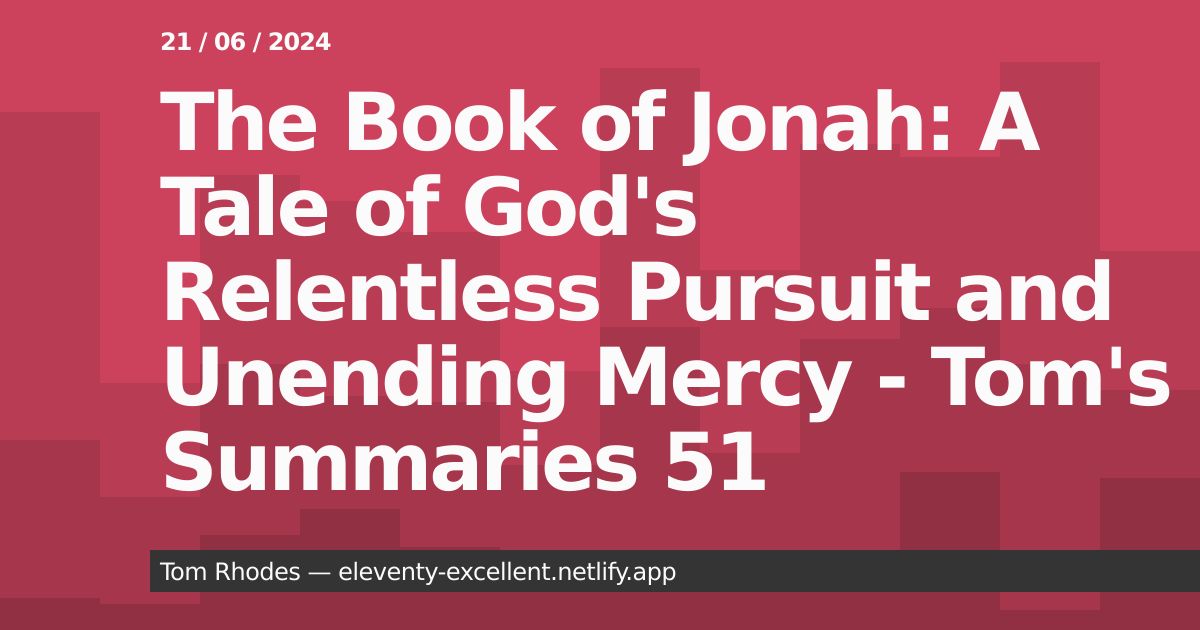 21 / 06 / 2024
The Book of Jonah: A
Tale of God's
Relentless Pursuit and
Unending Mercy - Tom's
Summaries 51
Tom Rhodes — eleventy-excellent.netlify.app